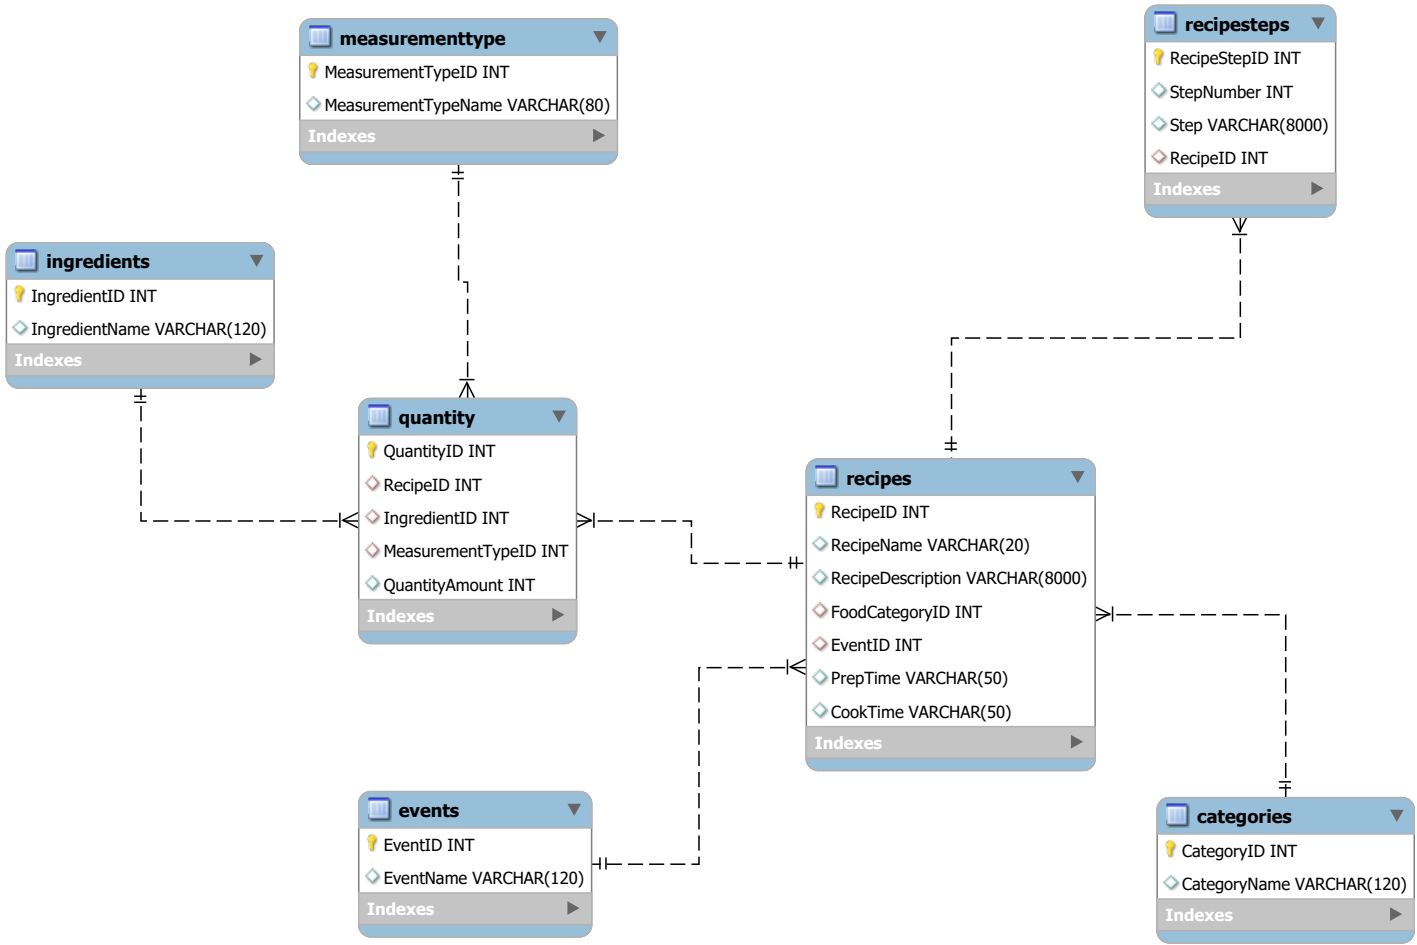 measurementtype
MeasurementTypeID INT
MeasurementTypeName VARCHAR(80)
Indexes
recipesteps
RecipeStepID INT
StepNumber INT
Step VARCHAR(8000)
RecipeID INT
Indexes
ingredients
IngredientID INT
IngredientName VARCHAR(120)
Indexes
quantity
QuantityID INT
RecipeID INT
IngredientID INT
MeasurementTypeID INT
QuantityAmount INT
Indexes
recipes
RecipeID INT
RecipeName VARCHAR(20)
RecipeDescription VARCHAR(8000)
FoodCategoryID INT
EventID INT
PrepTime VARCHAR(50)
CookTime VARCHAR(50)
Indexes
events
EventID INT
EventName VARCHAR(120)
Indexes
categories
CategoryID INT
CategoryName VARCHAR(120)
Indexes